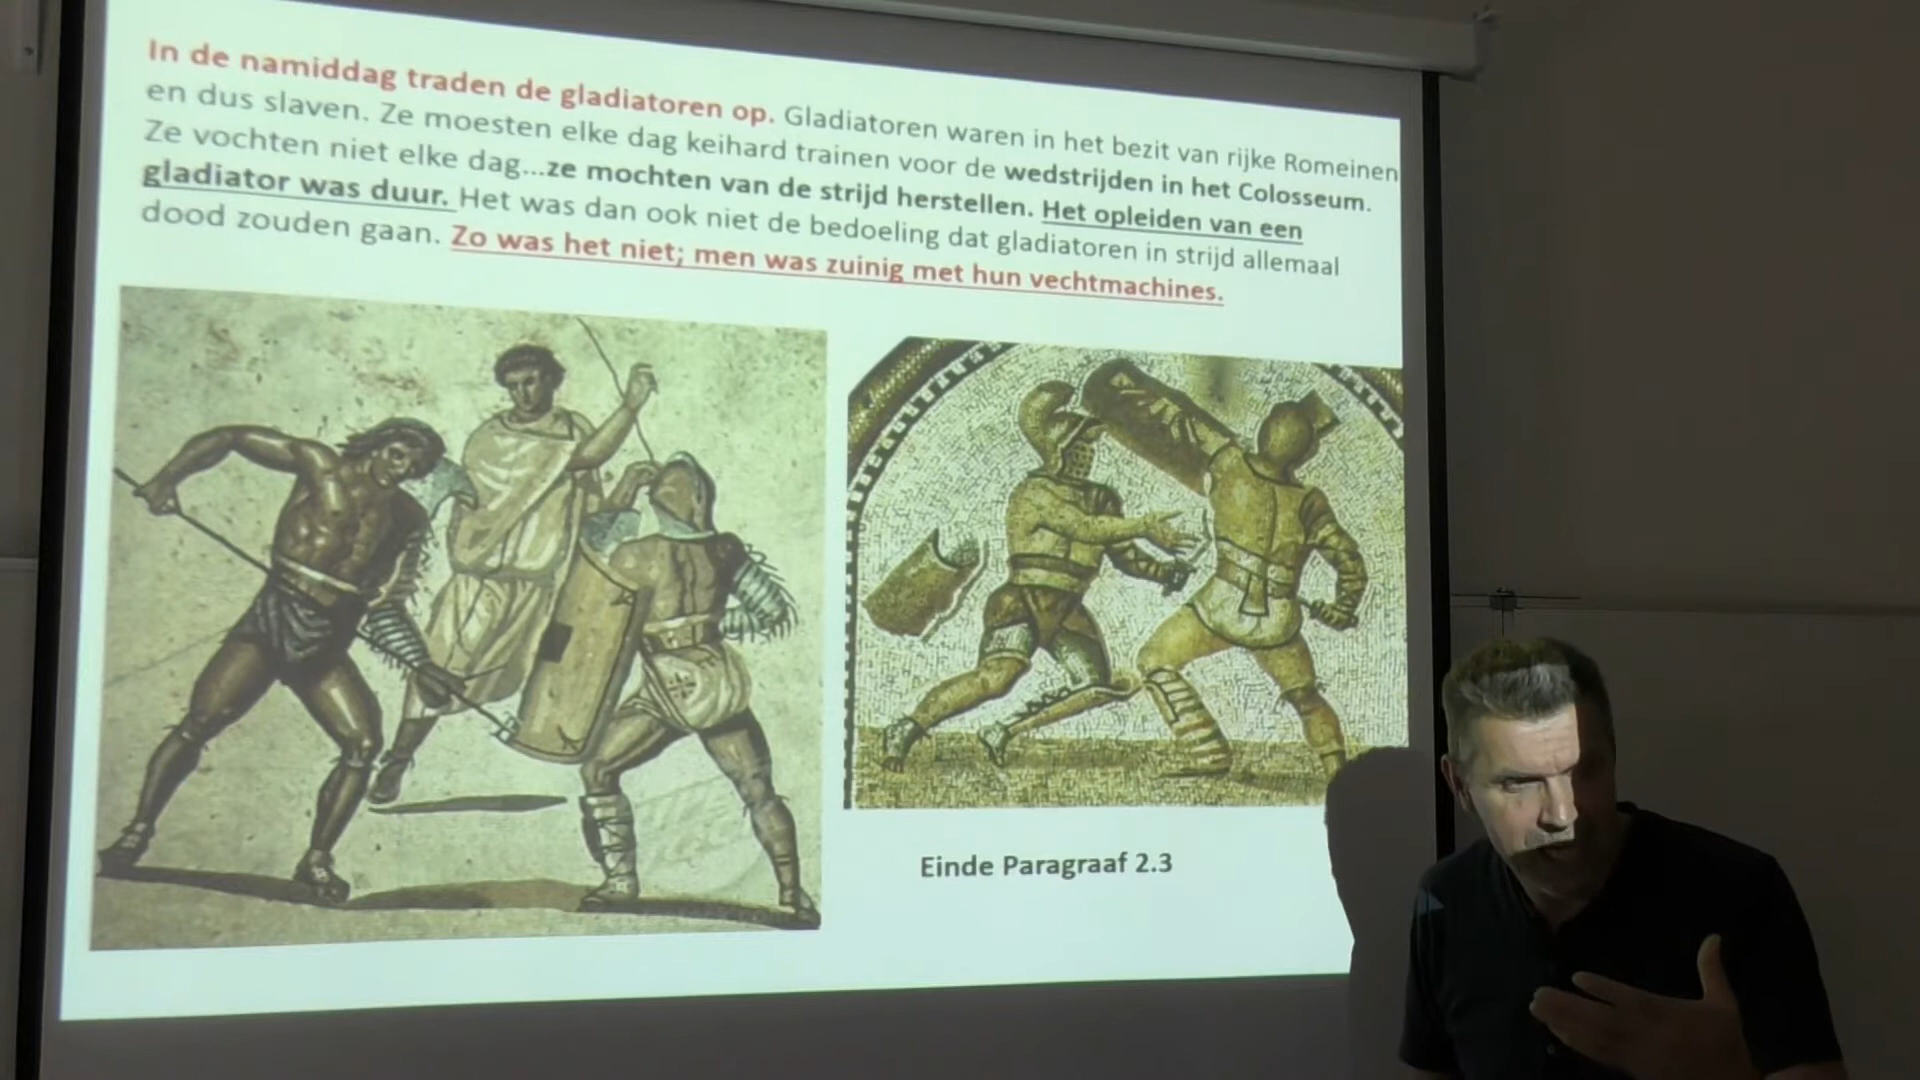 In de namiddag traden de gladiatoren op. Gladiatoren waren in het bezit van rijke Romeinen
en dus slaven. Ze moesten elke dag keihard trainen voor de wedstrijden in het Colosseum.
Ze vochten niet elke dag...ze mochten van de strijd herstellen. Het opleiden van een
gladiator was duur. Het was dan ook niet de bedoeling dat gladiatoren in strijd allemaal
dood zouden gaan. Zo was het niet; men was zuinig met hun vechtmachines.
Einde Paragraaf 2.3